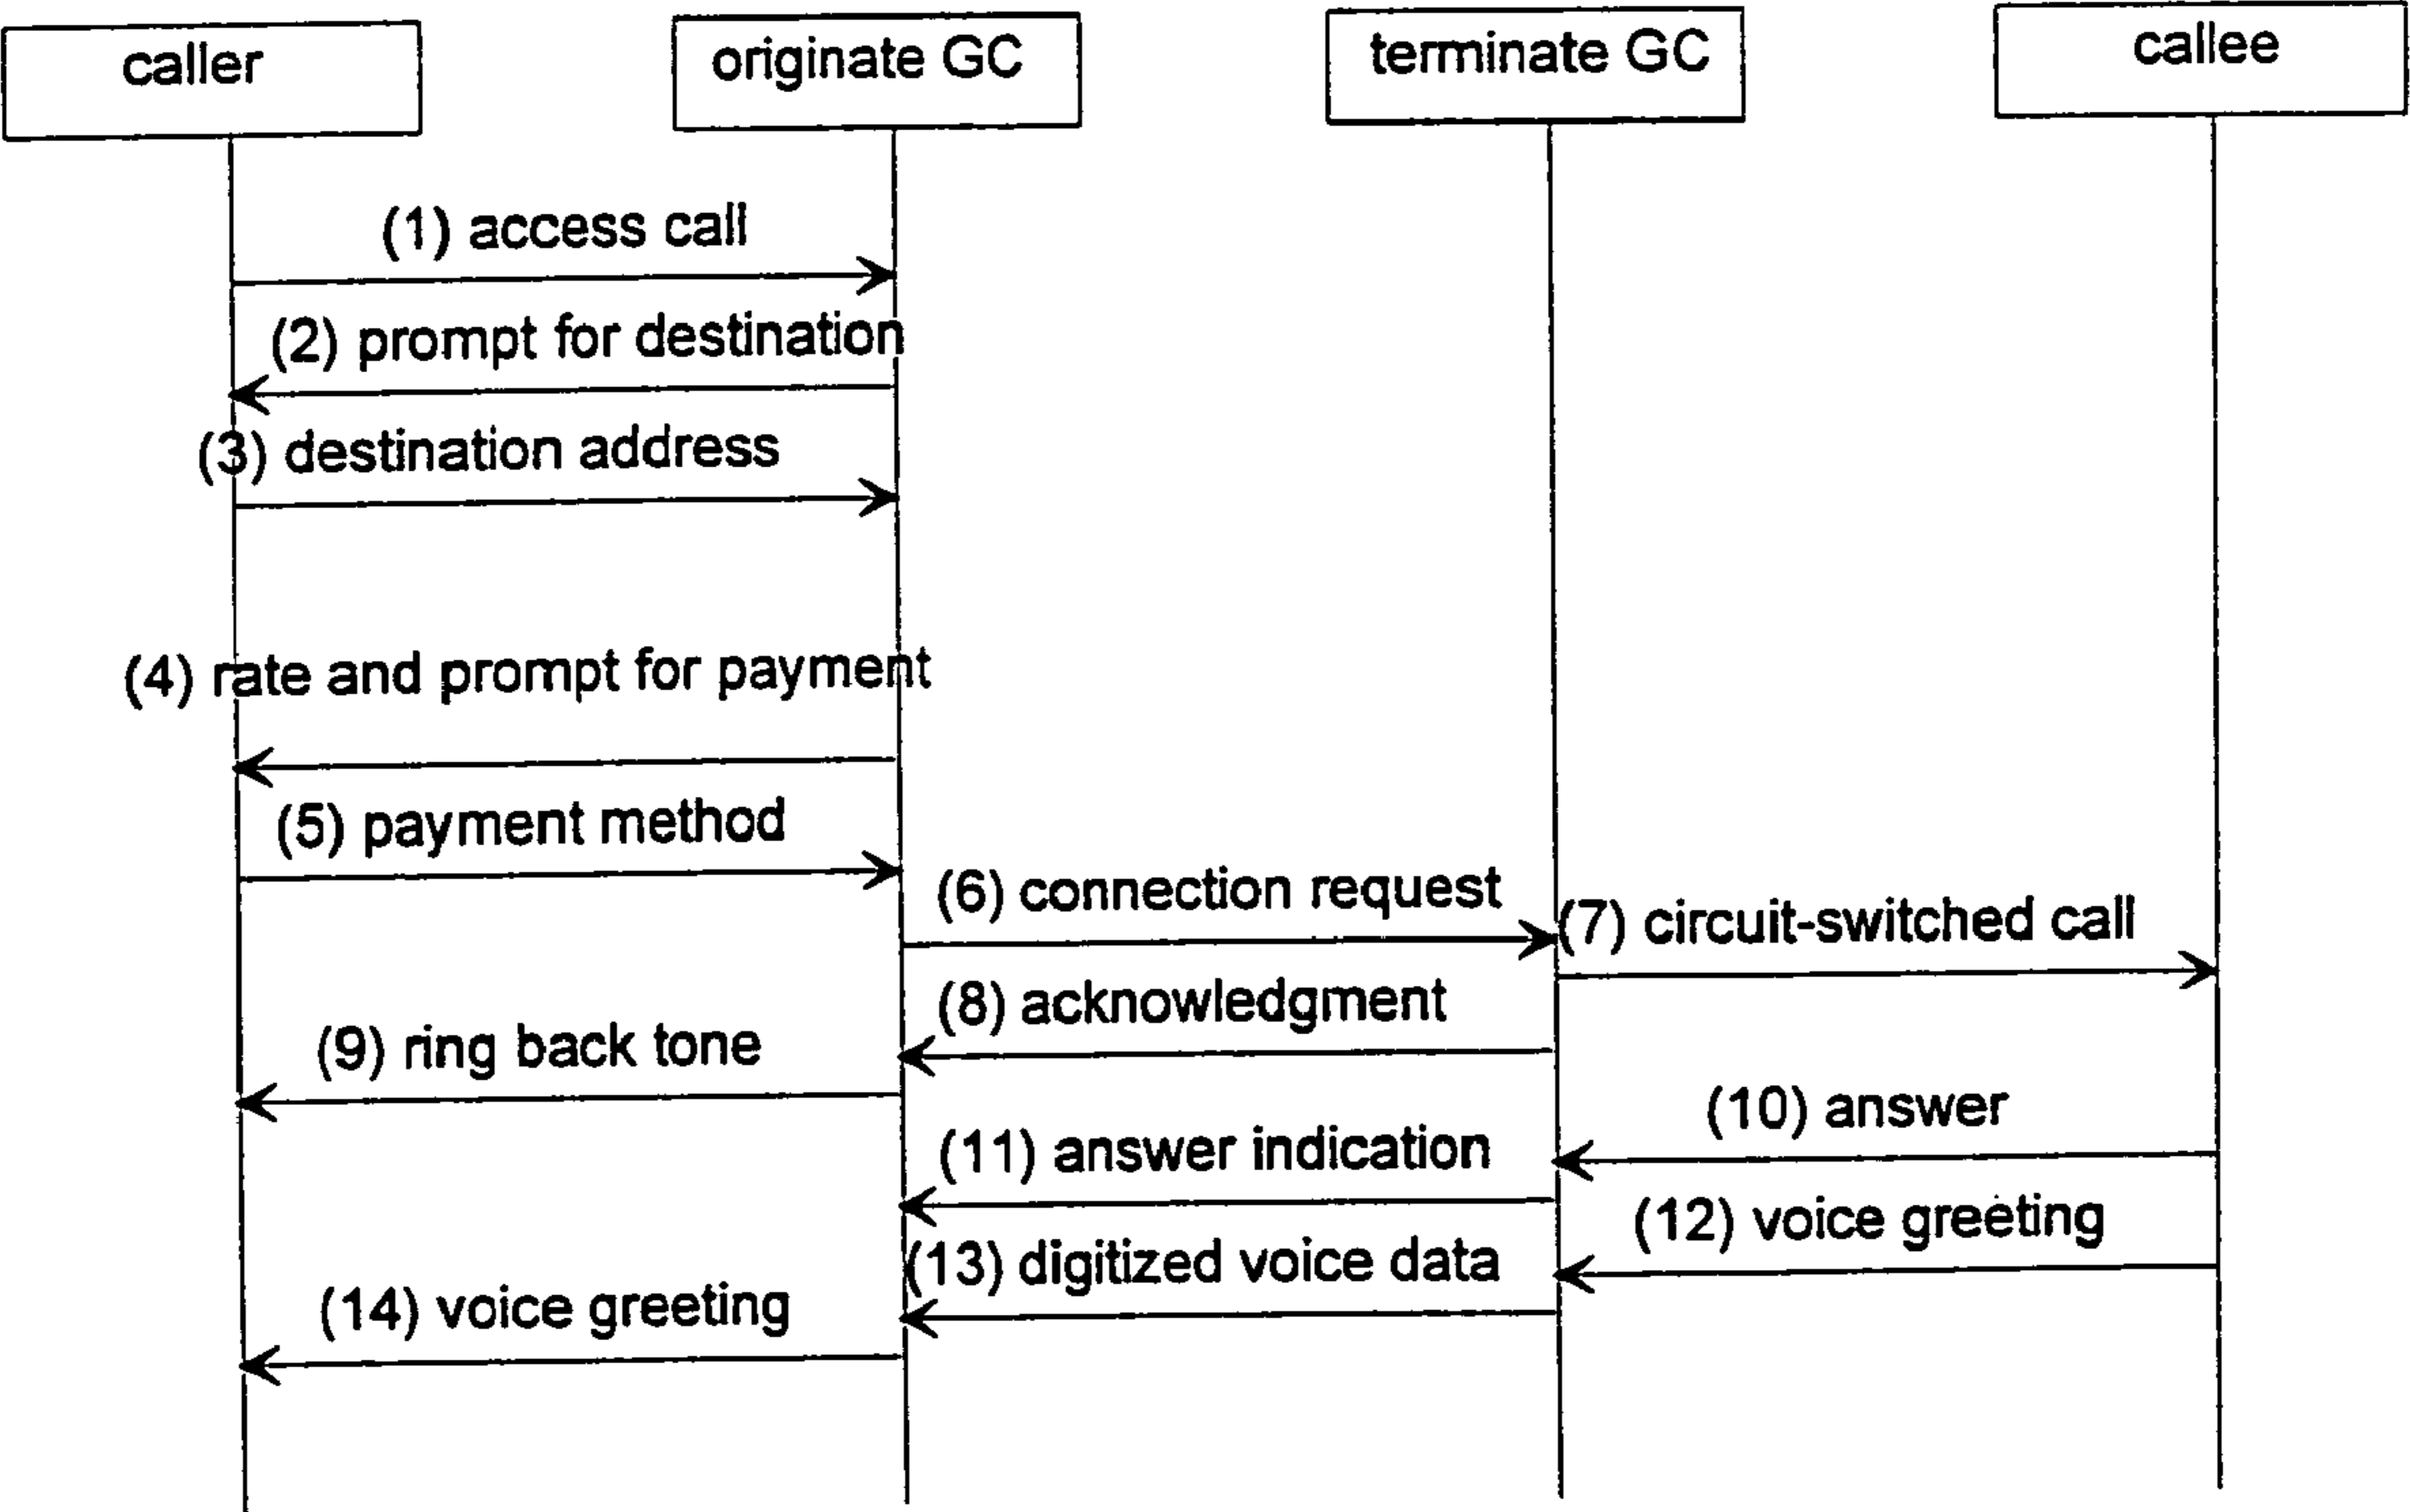 caller
originate GC
terminate GC
callee
(1) access call
(2) prompt for destination
(3) destination address
(4) rate and prompt for payment
(5) payment method
(6) connection request
(7) circuit-switched call
(8) acknowledgment
(9) ring back tone
(10) answer
(11) answer indication
(12) voice greeting
(13) digitized voice data
(14) voice greeting